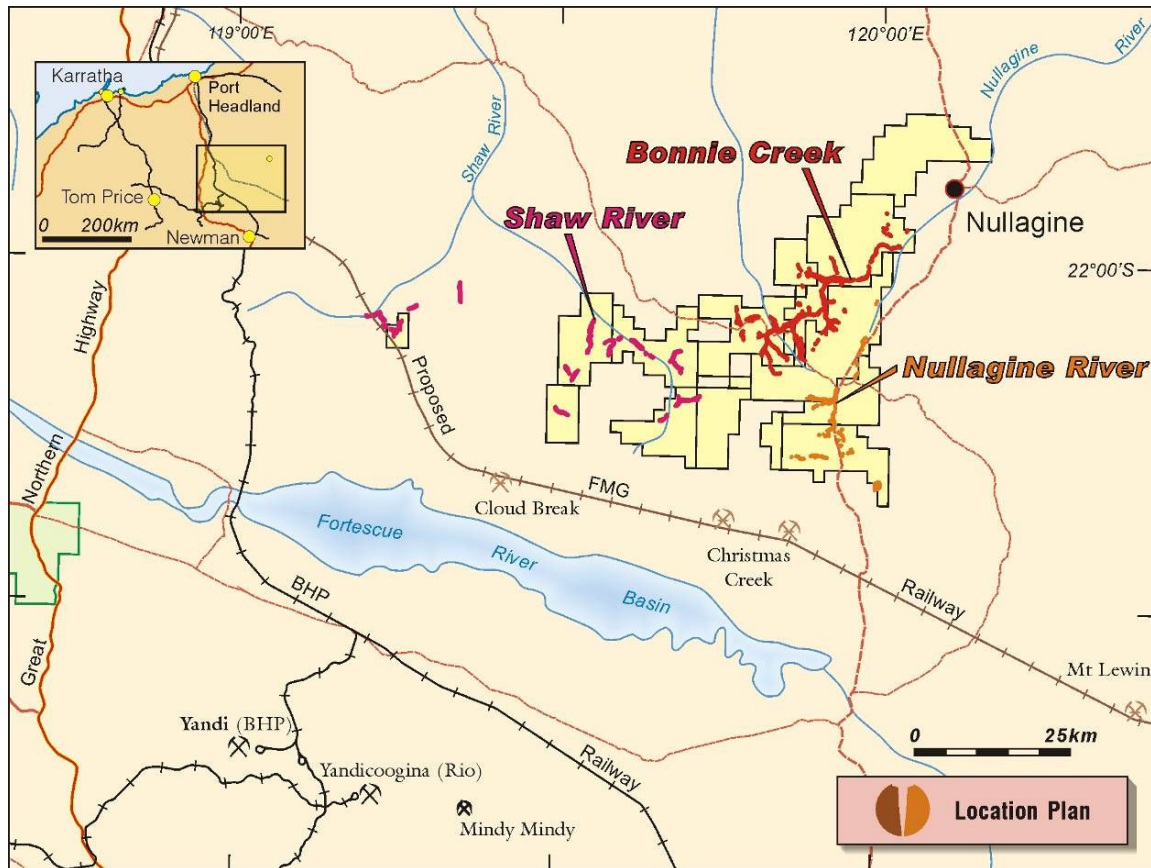 119°00'E
120°00'E
Karratha
Port
Headland
Tom Price
0 200km
Newman
Shaw River
Nullagine River
Bonnie Creek
Shaw River
Nullagine
22°00'S
Nullagine River
Great Northern Highway
Proposed FMG Railway
Cloud Break
Christmas
Creek
Fortescue River Basin
BHP Railway
Mt Lewin
Yandi (BHP)
Yandicoogina (Rio)
Mindy Mindy
0 25km
Location Plan